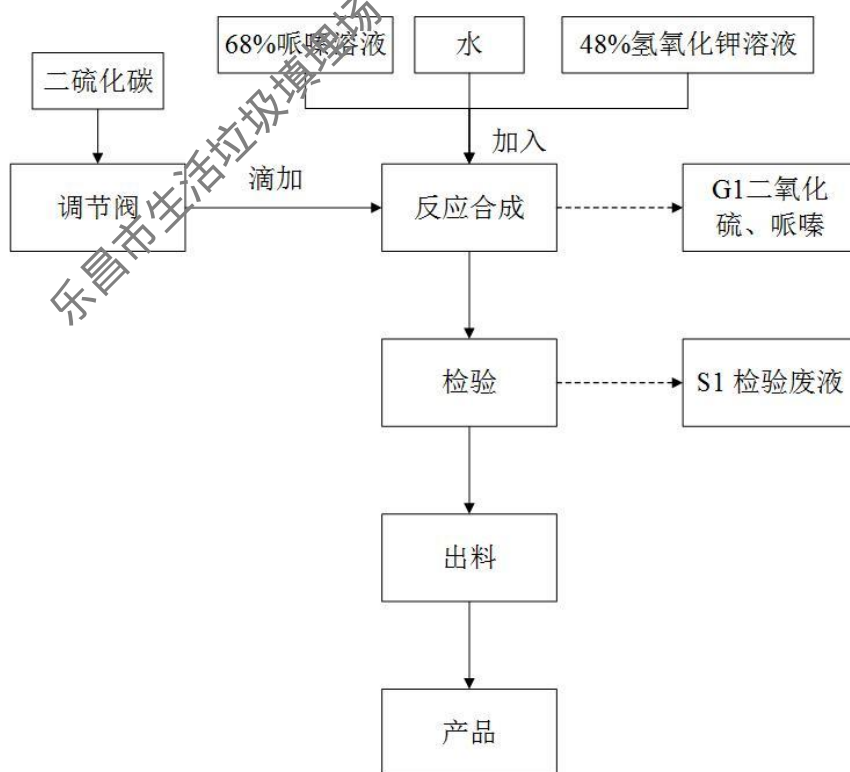 68%哌嗪溶液
水
48%氢氧化钾溶液
二硫化碳
加入
调节阀
滴加
反应合成
G1二氧化
硫、哌嗪
检验
S1 检验废液
出料
产品
乐昌市生活垃圾填埋场